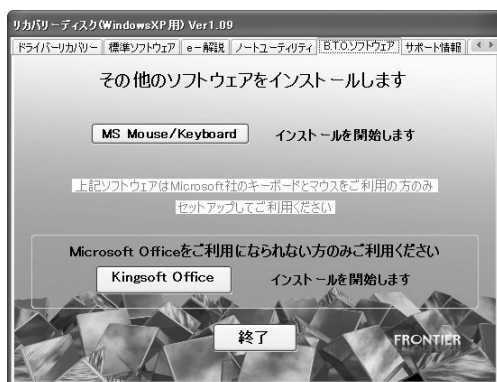 リカバリーディスク(WindowsXP用) Ver1.09
ドライバーリカバリー 標準ソフトウェア e－解説 ノートユーティリティ B.T.O.ソフトウェア サポート情報
その他のソフトウェアをインストールします
MS Mouse/Keyboard インストールを開始します
上記ソフトウェアはMicrosoft社のキーボードとマウスをご利用の方のみ
セットアップしてご利用ください
Microsoft Officeをご利用になられない方のみご利用ください
Kingsoft Office インストールを開始します
終了
FRONTIER